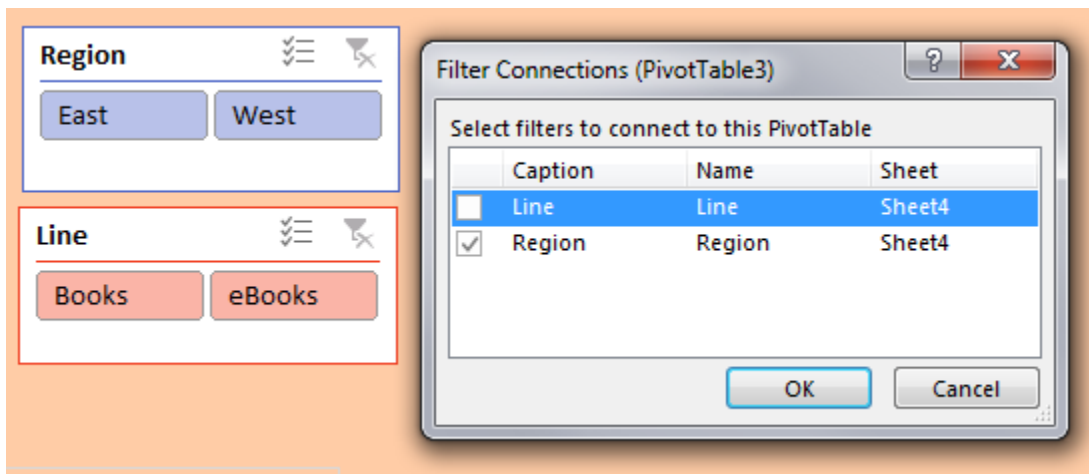 Region
East West
Line
Books eBooks
Filter Connections (PivotTable3)
Select filters to connect to this PivotTable
Caption Name Sheet
Line Line Sheet4
Region Region Sheet4
OK Cancel